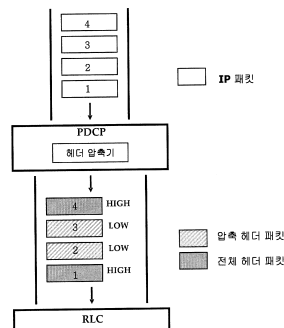 4
3
2
1
IP 패킷
PDCP
헤더 압축기
4 HIGH
3 LOW
2 LOW
1 HIGH
압축 헤더 패킷
전체 헤더 패킷
RLC